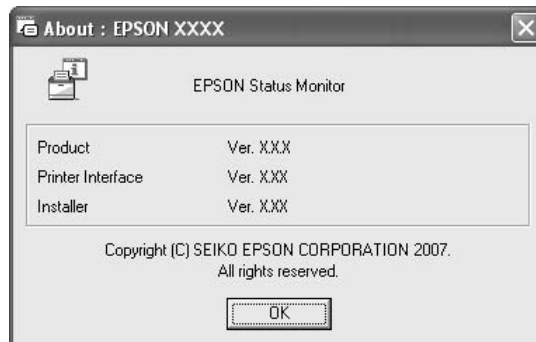 About : EPSON XXXX
EPSON Status Monitor
Product Ver. X.X.X
Printer Interface Ver. X.XX
Installer Ver. X.XX
Copyright (C) SEIKO EPSON CORPORATION 2007.
All rights reserved.
OK